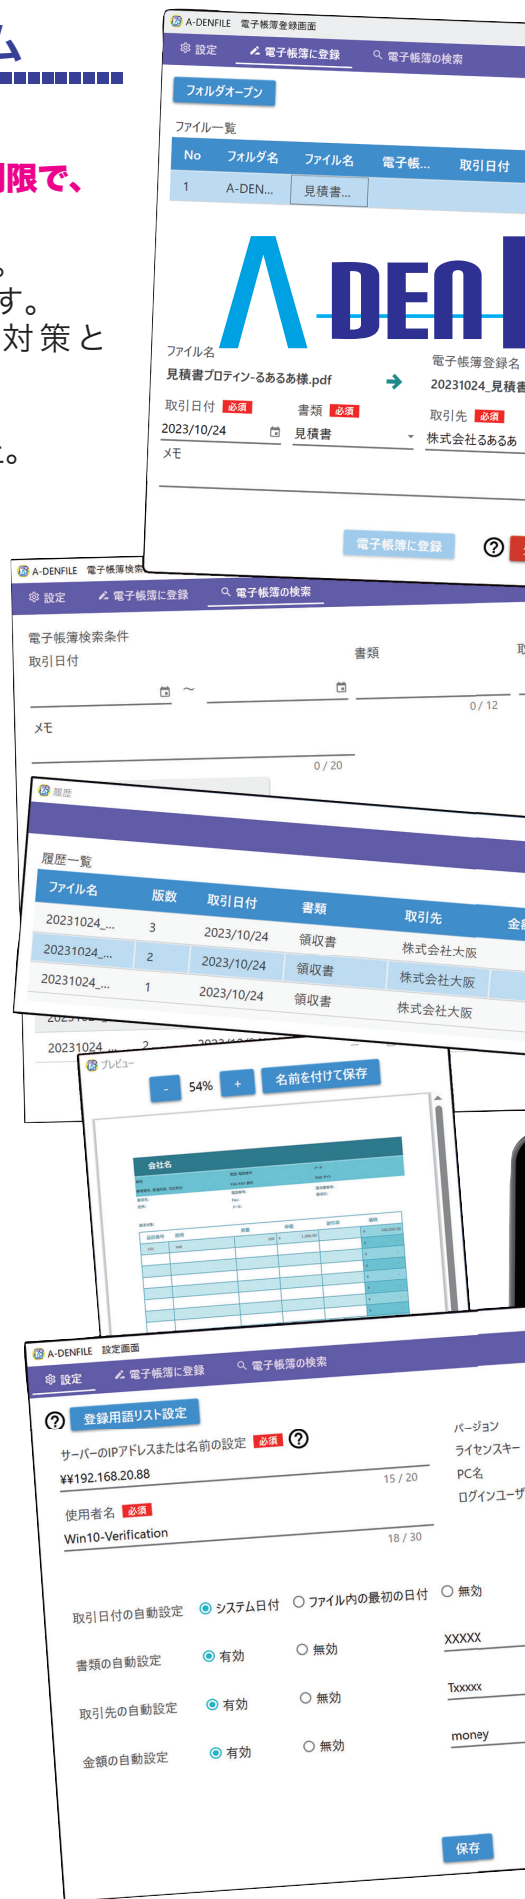 ム
限で、
。
す。
対策と
。
A-DENFILE 電子帳簿登録画面
設定 電子帳簿に登録 電子帳簿の検索
フォルダオープン
ファイル一覧
No フォルダ名 ファイル名 電子帳... 取引日付
1 A-DEN... 見積書...
A DEN
ファイル名 電子帳簿登録名
見積書プロティン-るあるあ様.pdf 20231024_見積書
取引日付 必須 書類 必須 取引先 必須
2023/10/24 見積書 株式会社るるあ
メモ
電子帳簿に登録
A-DENFILE 電子帳簿検索
設定 電子帳簿に登録 電子帳簿の検索
電子帳簿検索条件
取引日付 書類
~
0 / 12
メモ
0 / 20
履歴
履歴一覧
ファイル名 版数 取引日付 書類 取引先 金
20231024_... 3 2023/10/24 領収書 株式会社大阪
20231024_... 2 2023/10/24 領収書 株式会社大阪
20231024_... 1 2023/10/24 領収書 株式会社大阪
20231024_... 2
プレビュー
- 54% + 名前を付けて保存
会社名
A-DENFILE 設定画面
設定 電子帳簿に登録 電子帳簿の検索
登録用語リスト設定
サーバーのIPアドレスまたは名前の設定 必須
¥¥192.168.20.88
15 / 20
使用者名 必須
Win10-Verification
18 / 30
バージョン
ライセンスキー
PC名
ログインユーザ
取引日付の自動設定 システム日付 ファイル内の最初の日付 無効
書類の自動設定 有効 無効 XXXXX
取引先の自動設定 有効 無効 Txxxxx
金額の自動設定 有効 無効 money
保存